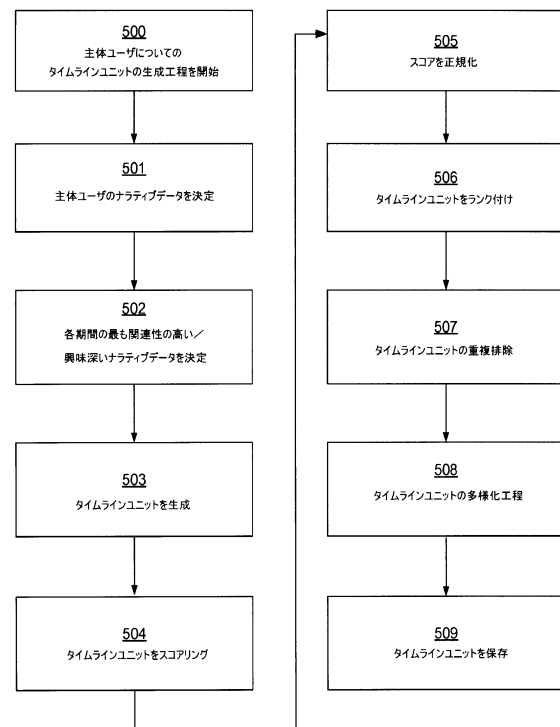 500
主体ユーザについての
タイムラインユニットの生成工程を開始
501
主体ユーザのナラティブデータを決定
502
各期間の最も関連性の高い／
興味深いナラティブデータを決定
503
タイムラインユニットを生成
504
タイムラインユニットをスコアリング
505
スコアを正規化
506
タイムラインユニットをランク付け
507
タイムラインユニットの重複排除
508
タイムラインユニットの多様化工程
509
タイムラインユニットを保存